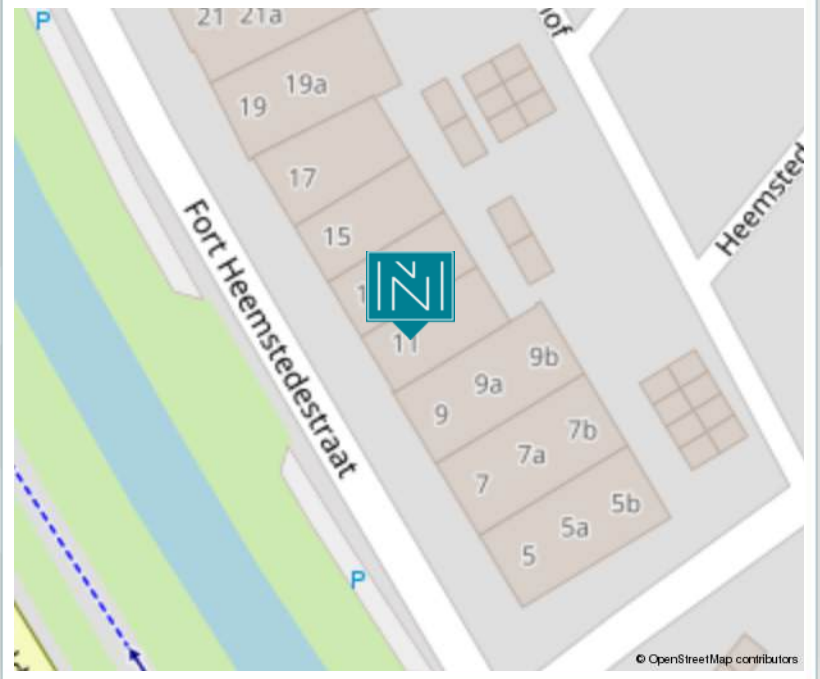 P
21 21a
19 19a
17
15
11
9 9a 9b
7 7a 7b
5 5a 5b
Fort Heemstedestraat
P
© OpenStreetMap contributors